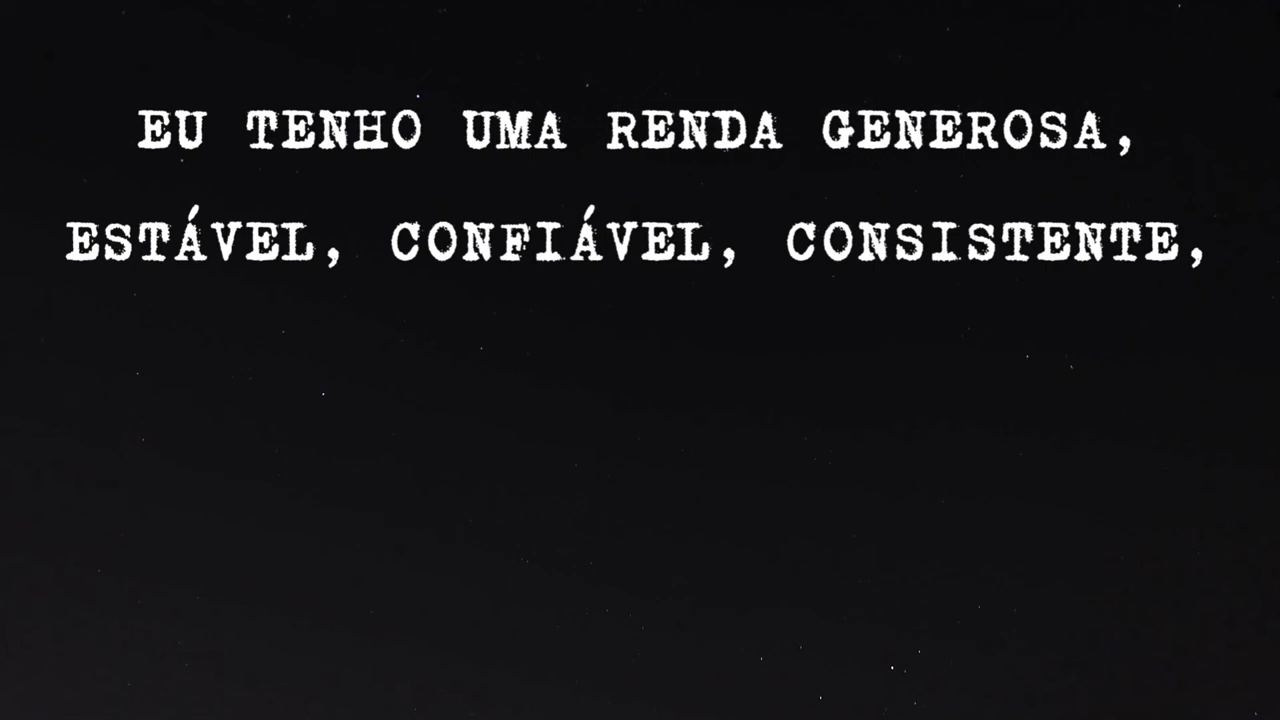 EU TENHO UMA RENDA GENEROSA,
ESTÁVEL, CONFIÁVEL, CONSISTENTE,